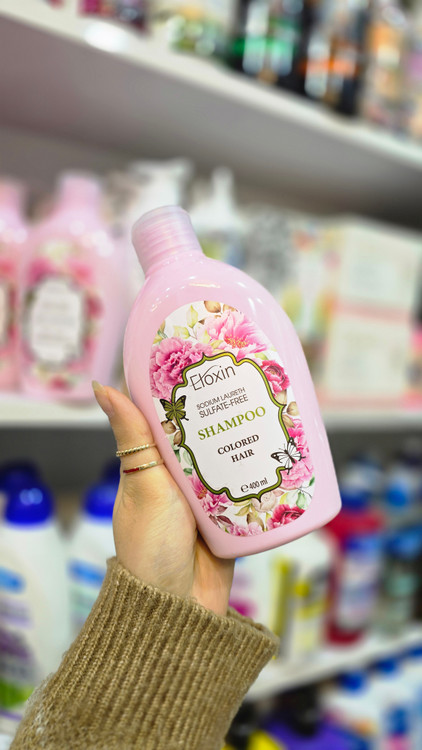 Eloxin
SODIUM LAURETH
SULFATE-FREE
SHAMPOO
COLORED
HAIR
℮ 400 ml